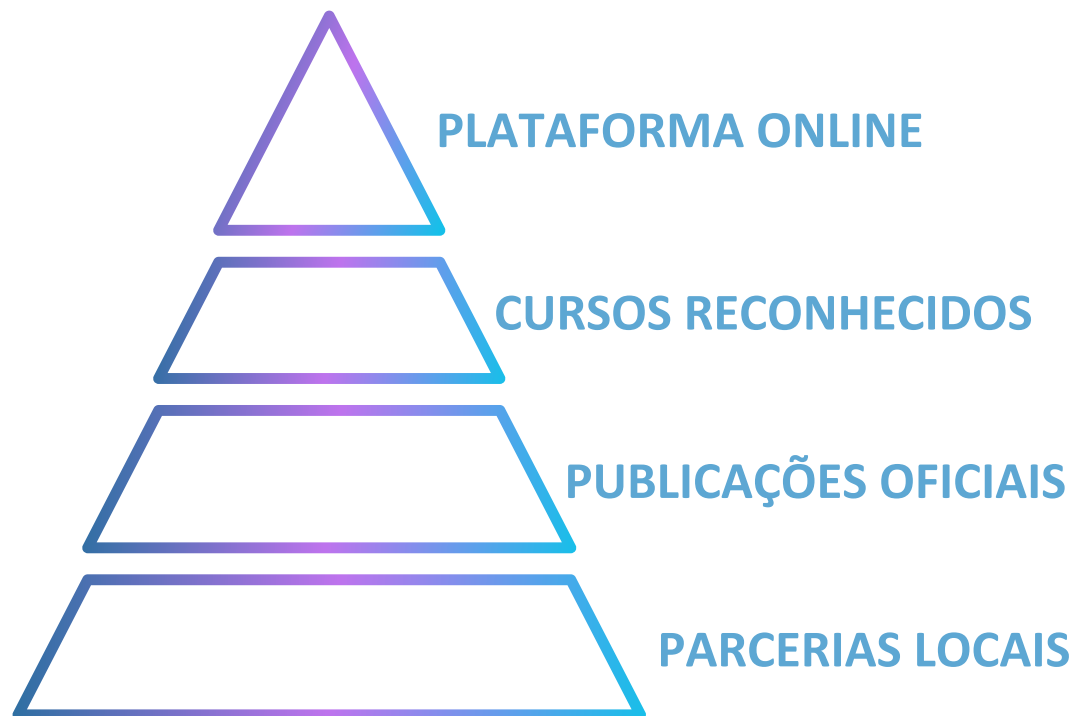 PLATAFORMA ONLINE
CURSOS RECONHECIDOS
PUBLICAÇÕES OFICIAIS
PARCERIAS LOCAIS